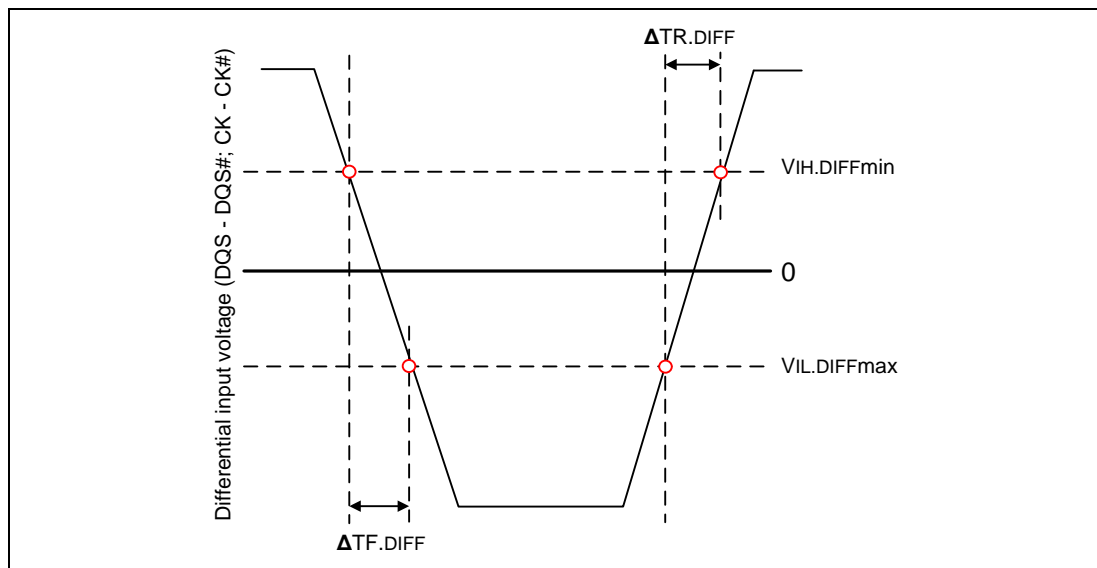 ΔTR.DIFF
Differential input voltage (DQS - DQS#; CK - CK#)
VIH.DIFFmin
0
VIL.DIFFmax
ΔTF.DIFF